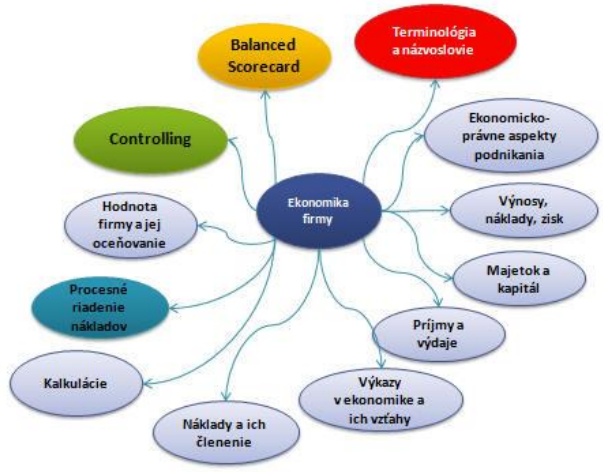 Balanced
Scorecard
Terminológia
a názvoslovie
Controlling
Ekonomicko-
právne aspekty
podnikania
Ekonomika
firmy
Hodnota
firmy a jej
oceňovanie
Výnosy,
náklady, zisk
Majetok a
kapitál
Procesné
riadenie
nákladov
Príjmy a
výdaje
Kalkulácie
Výkazy
v ekonomike a
ich vzťahy
Náklady a ich
členenie